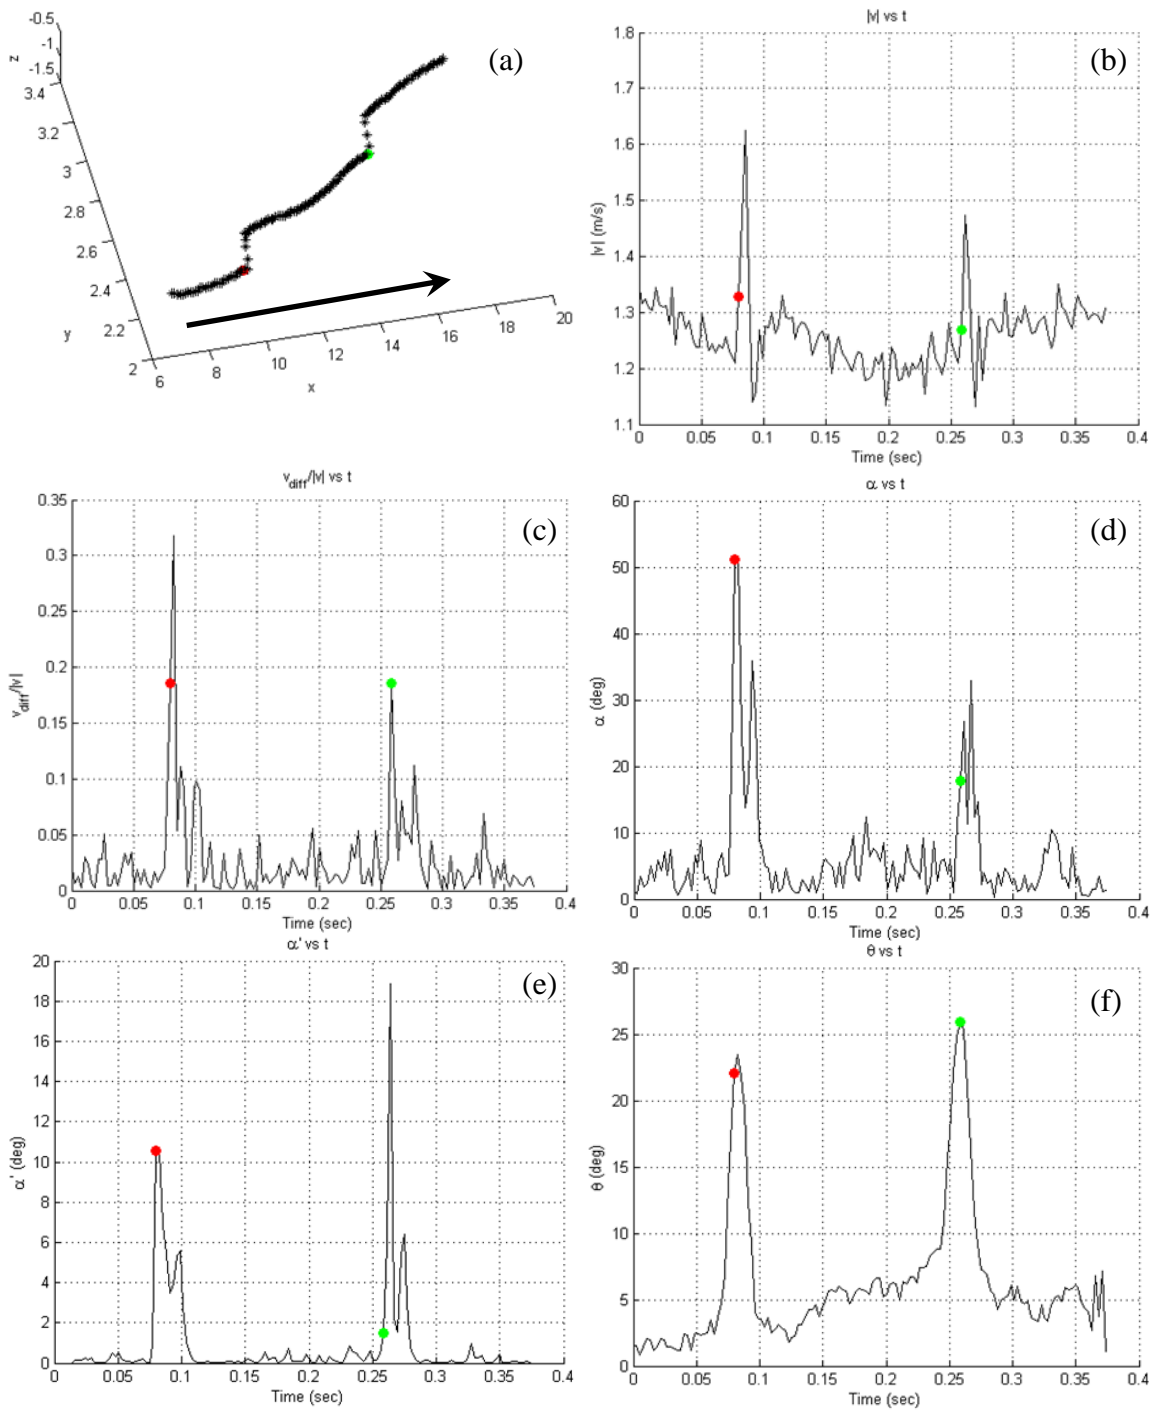 (a)
-0.5
-1
-1.5
z
3.4
3.2
3
2.8
2.6
2.4
2.2
2
y
6
8
10
12
14
16
18
20
x
|v| vs t
(b)
1.8
1.7
1.6
1.5
1.4
1.3
1.2
1.1
|v| (m/s)
0 0.05 0.1 0.15 0.2 0.25 0.3 0.35 0.4
Time (sec)
vdiff/|v| vs t
(c)
0.35
0.3
0.25
0.2
0.15
0.1
0.05
0
vdiff/|v|
0 0.05 0.1 0.15 0.2 0.25 0.3 0.35 0.4
Time (sec)
α vs t
(d)
60
50
40
30
20
10
0
α (deg)
0 0.05 0.1 0.15 0.2 0.25 0.3 0.35 0.4
Time (sec)
α' vs t
(e)
20
18
16
14
12
10
8
6
4
2
0
α' (deg)
0 0.05 0.1 0.15 0.2 0.25 0.3 0.35 0.4
Time (sec)
θ vs t
(f)
30
25
20
15
10
5
0
θ (deg)
0 0.05 0.1 0.15 0.2 0.25 0.3 0.35 0.4
Time (sec)